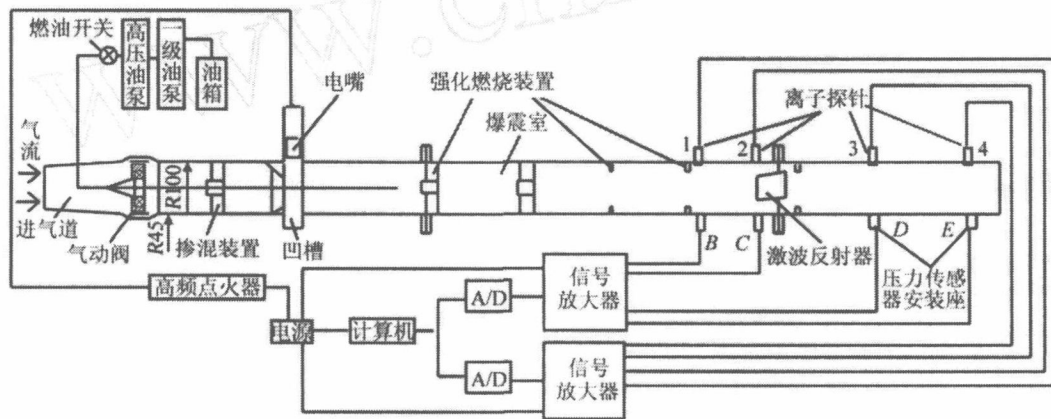 www.cna
燃油开关
高压油泵
一级油泵
油箱
电嘴
强化燃烧装置
爆震室
离子探针
1
2
3
4
气流
进气道
气动阀
R45
R100
掺混装置
凹槽
B
C
D
E
激波反射器
压力传感器安装座
高频点火器
电源
计算机
A/D
A/D
信号放大器
信号放大器